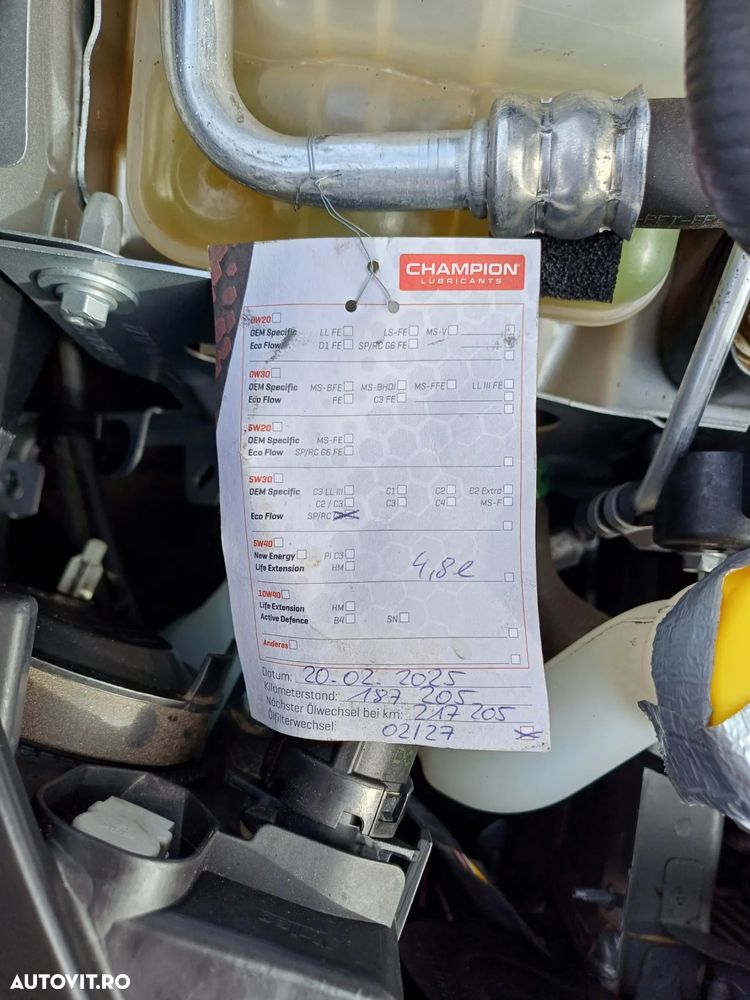 -PET-FP
CHAMPION
LUBRICANTS
0W20
OEM Specific LL FE LS-FE MS-V
Eco Flow D1 FE SP/RC G6 FE
0W30
OEM Specific MS-BFE MS-BHDI MS-FFE LL III FE
Eco Flow FE C3 FE
5W20
OEM Specific MS-FE
Eco Flow SP/RC G6 FE
5W30
OEM Specific C3 LL III C1 C2 C2 Extra
C2 / C3 C3 C4 MS-F
Eco Flow SP/RC
5W40
New Energy PI C3
Life Extension HM 4,8 l
10W40
Life Extension HM
Active Defence B4 SN
Anderes
Datum: 20.02.2025
Kilometerstand: 187 205
Nächster Ölwechsel bei km: 217 205
Ölfilterwechsel: 02/27
AUTOVIT.RO